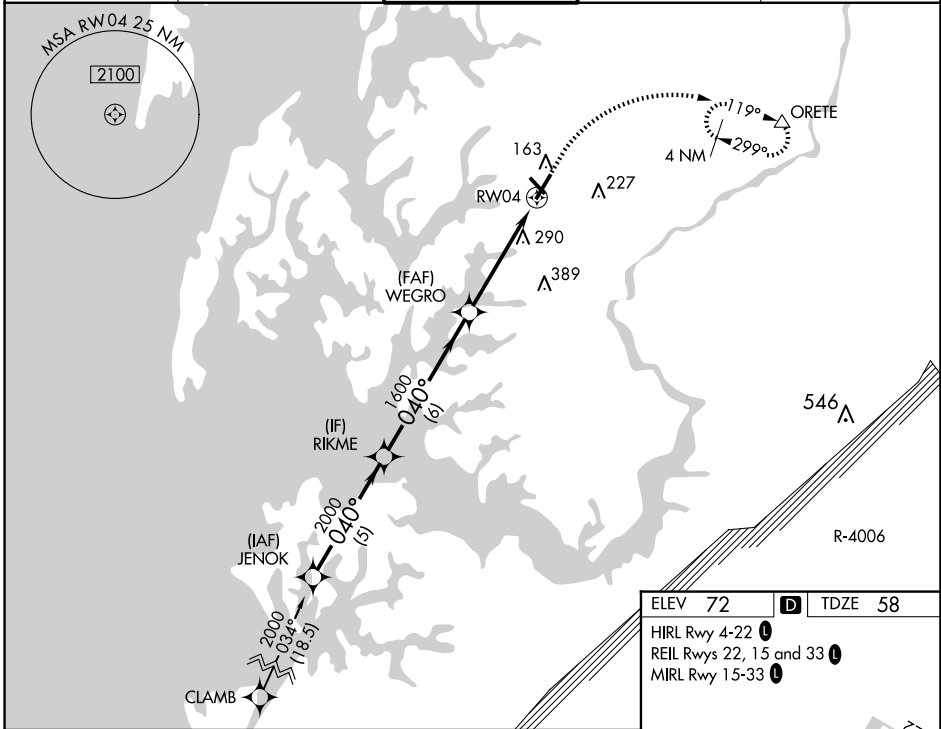 MSA RW04 25 NM
2100
119°
ORETE
299°
4 NM
163
227
RW04
290
389
(FAF)
WEGRO
1600
040°
(6)
546
(IF)
RIKME
2000
040°
(5)
R-4006
(IAF)
JENOK
2000
034°
(18.5)
CLAMB
ELEV 72
D
TDZE 58
HIRL Rwy 4-22 L
REIL Rwys 22, 15 and 33 L
MIRL Rwy 15-33 L